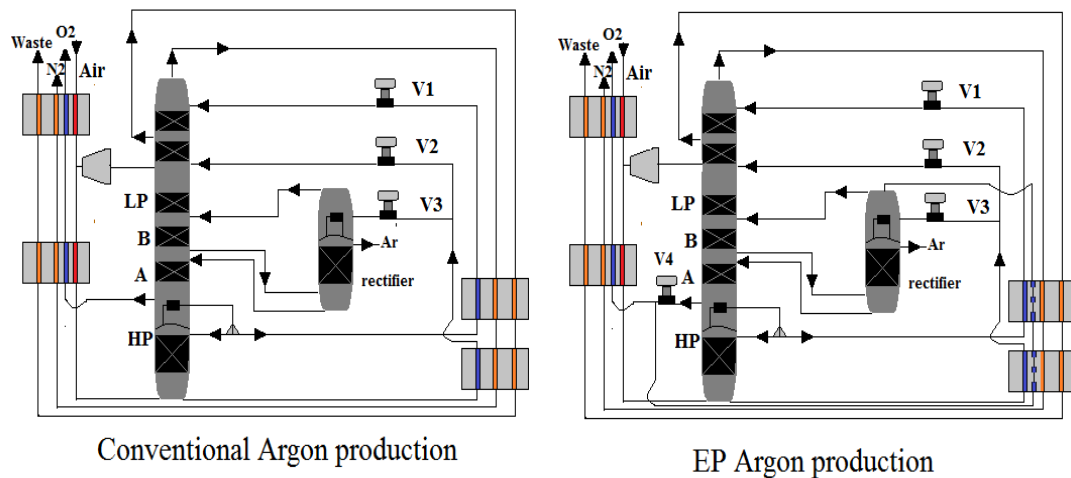 O2
Waste
N2
Air
V1
V2
LP
V3
B
Ar
A
rectifier
HP
Conventional Argon production
O2
Waste
N2
Air
V1
V2
LP
V3
B
Ar
V4
A
rectifier
HP
EP Argon production